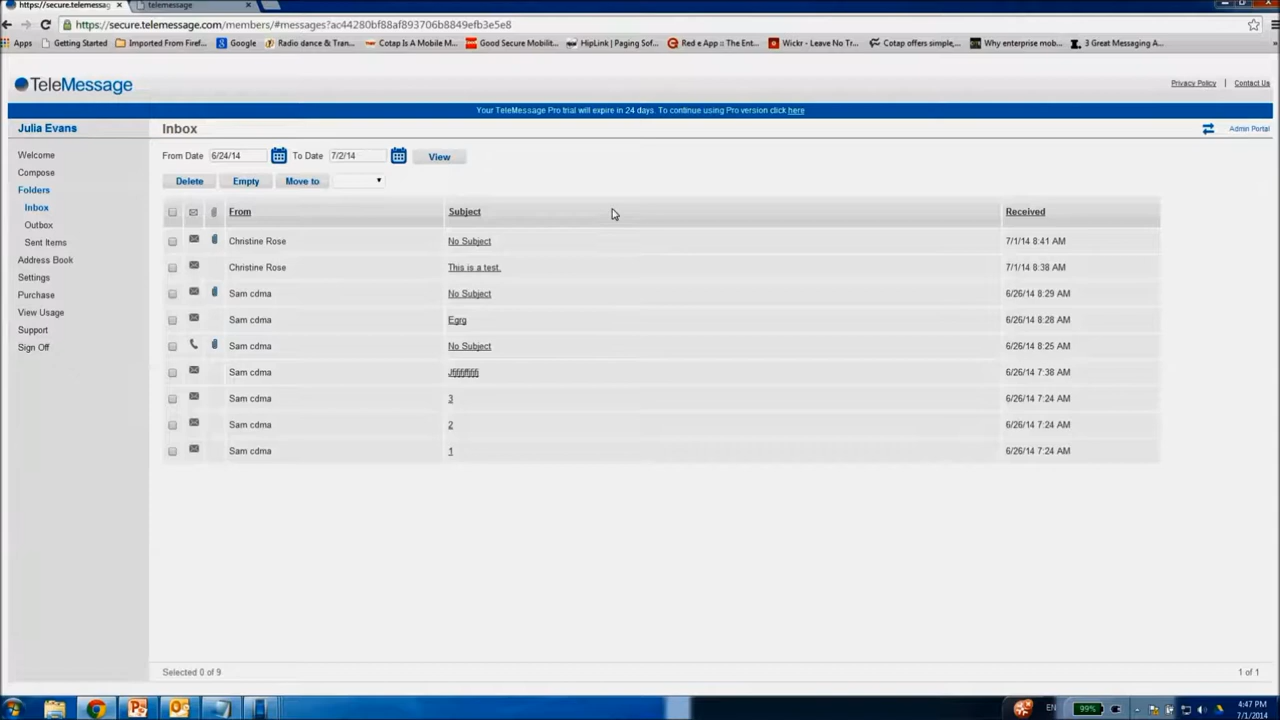 https://secure.telemessa
telemessage
https://secure.telemessage.com/members/#messages?ac44280bf88af893706b8849efb3e5e8
Apps Getting Started Imported From Firef... Google Radio dance & Tran... Cotap Is A Mobile M... Good Secure Mobilit... HipLink | Paging Sof... Red e App :: The Ent... Wickr - Leave No Tr... Cotap offers simple,... Why enterprise mob... 3 Great Messaging A...
TeleMessage
Privacy Policy | Contact Us
Your TeleMessage Pro trial will expire in 24 days. To continue using Pro version click here
Julia Evans
Inbox
Admin Portal
Welcome
Compose
Folders
Inbox
Outbox
Sent Items
Address Book
Settings
Purchase
View Usage
Support
Sign Off
From Date 6/24/14 To Date 7/2/14 View
Delete Empty Move to
From Subject Received
Christine Rose No Subject 7/1/14 8:41 AM
Christine Rose This is a test. 7/1/14 8:38 AM
Sam cdma No Subject 6/26/14 8:29 AM
Sam cdma Egrg 6/26/14 8:28 AM
Sam cdma No Subject 6/26/14 8:25 AM
Sam cdma 6/26/14 7:38 AM
Sam cdma 3 6/26/14 7:24 AM
Sam cdma 2 6/26/14 7:24 AM
Sam cdma 1 6/26/14 7:24 AM
Selected 0 of 9 1 of 1
EN 99% 4:47 PM
7/1/2014